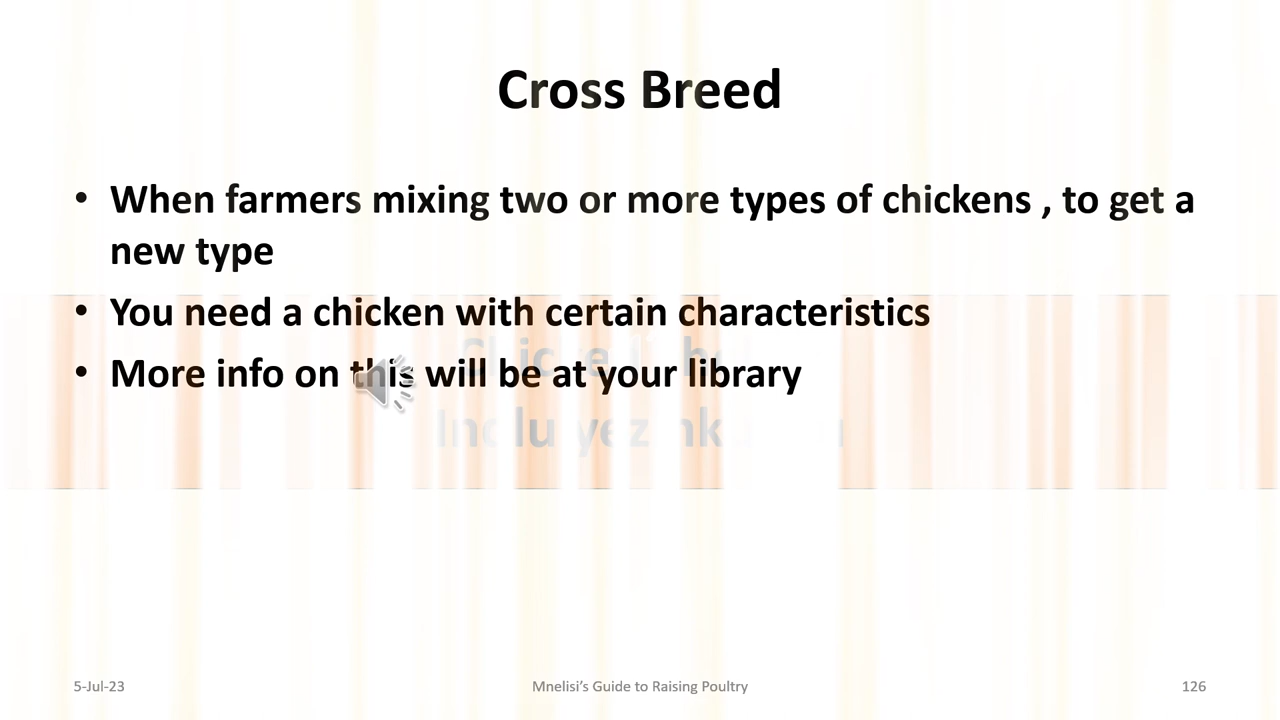 Cross Breed
• When farmers mixing two or more types of chickens , to get a
new type
• You need a chicken with certain characteristics
• More info on this will be at your library
5-Jul-23
Mnelisi’s Guide to Raising Poultry
126